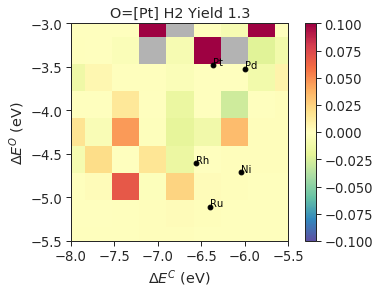 O=[Pt] H2 Yield 1.3
−3.0
−3.5
−4.0
−4.5
−5.0
−5.5
ΔE^O (eV)
Pt
Pd
Rh
Ni
Ru
−8.0 −7.5 −7.0 −6.5 −6.0 −5.5
ΔE^C (eV)
0.100
0.075
0.050
0.025
0.000
−0.025
−0.050
−0.075
−0.100